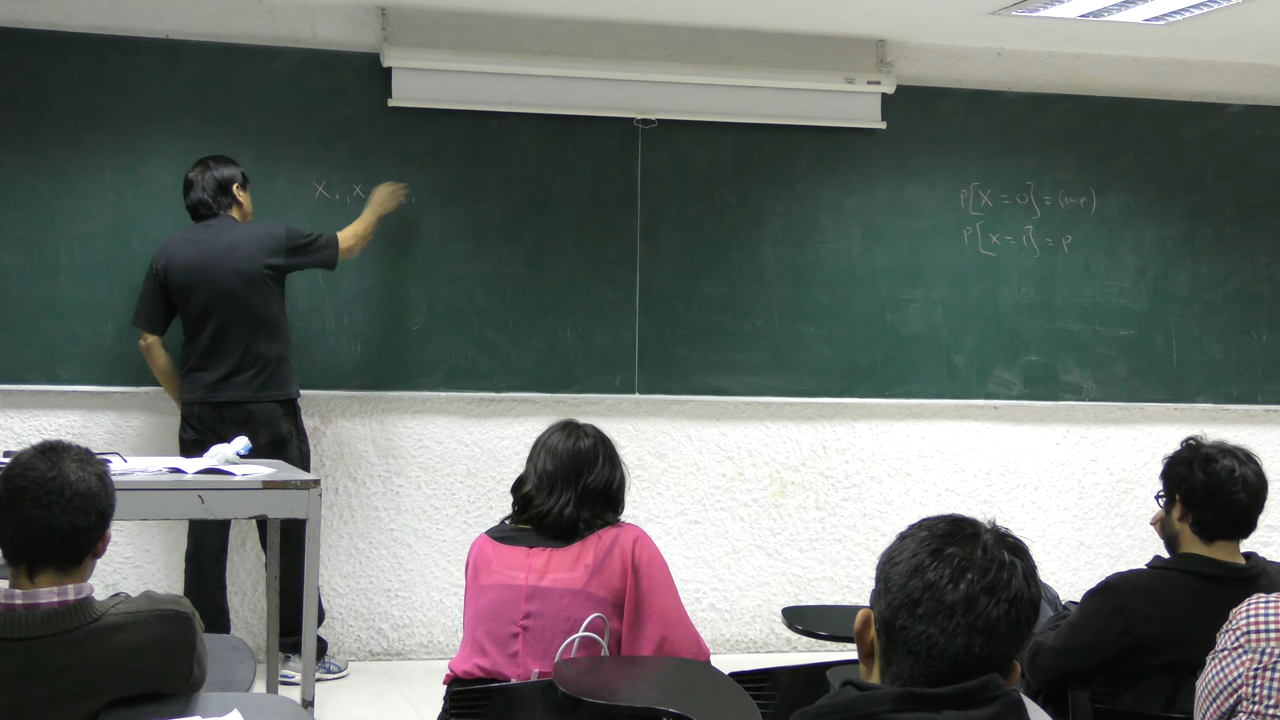 X₁, X
P[X = 0] = (1-p)
P[X = 1] = p